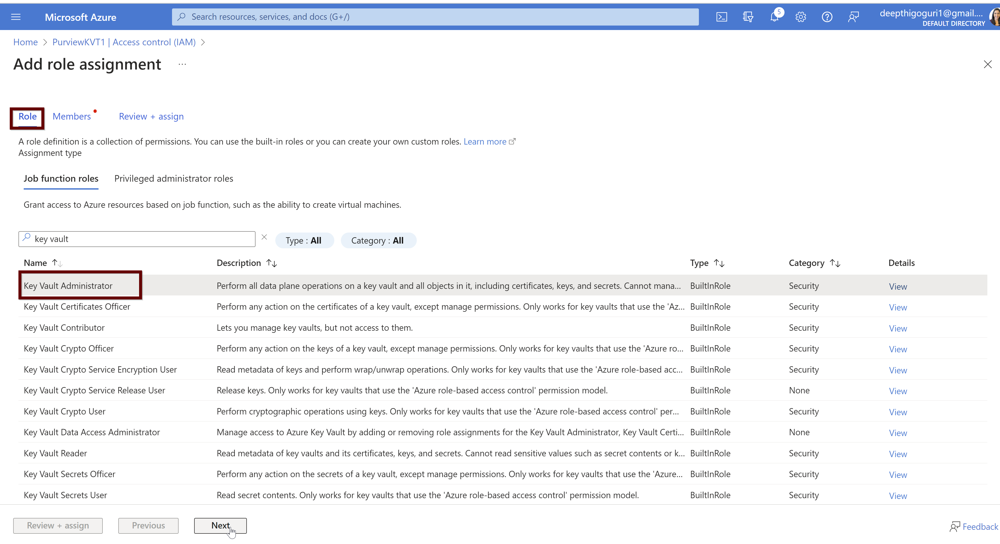 Microsoft Azure
Search resources, services, and docs (G+/)
5
deepthigoguri1@gmail....
DEFAULT DIRECTORY
Home > PurviewKVT1 | Access control (IAM) >
Add role assignment ...
Role Members Review + assign
A role definition is a collection of permissions. You can use the built-in roles or you can create your own custom roles. Learn more
Assignment type
Job function roles Privileged administrator roles
Grant access to Azure resources based on job function, such as the ability to create virtual machines.
key vault Type : All Category : All
Name Description Type Category Details
Key Vault Administrator Perform all data plane operations on a key vault and all objects in it, including certificates, keys, and secrets. Cannot mana... BuiltInRole Security View
Key Vault Certificates Officer Perform any action on the certificates of a key vault, except manage permissions. Only works for key vaults that use the 'Az... BuiltInRole Security View
Key Vault Contributor Lets you manage key vaults, but not access to them. BuiltInRole Security View
Key Vault Crypto Officer Perform any action on the keys of a key vault, except manage permissions. Only works for key vaults that use the 'Azure ro... BuiltInRole Security View
Key Vault Crypto Service Encryption User Read metadata of keys and perform wrap/unwrap operations. Only works for key vaults that use the 'Azure role-based acc... BuiltInRole Security View
Key Vault Crypto Service Release User Release keys. Only works for key vaults that use the 'Azure role-based access control' permission model. BuiltInRole None View
Key Vault Crypto User Perform cryptographic operations using keys. Only works for key vaults that use the 'Azure role-based access control' per... BuiltInRole Security View
Key Vault Data Access Administrator Manage access to Azure Key Vault by adding or removing role assignments for the Key Vault Administrator, Key Vault Certi... BuiltInRole None View
Key Vault Reader Read metadata of key vaults and its certificates, keys, and secrets. Cannot read sensitive values such as secret contents or k... BuiltInRole Security View
Key Vault Secrets Officer Perform any action on the secrets of a key vault, except manage permissions. Only works for key vaults that use the 'Azure... BuiltInRole Security View
Key Vault Secrets User Read secret contents. Only works for key vaults that use the 'Azure role-based access control' permission model. BuiltInRole Security View
Review + assign Previous Next Feedback